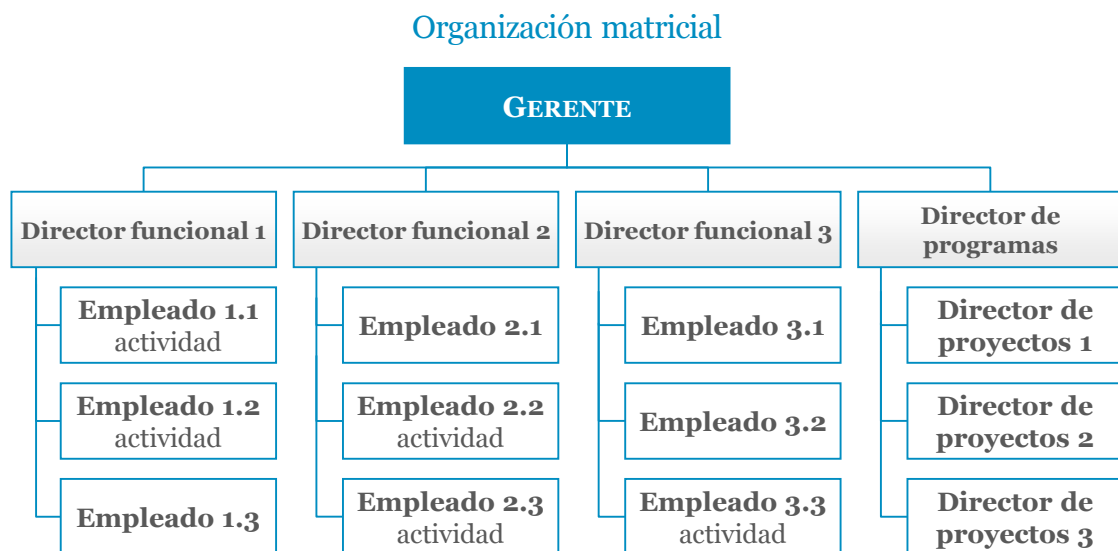 Organización matricial
GERENTE
Director funcional 1
Director funcional 2
Director funcional 3
Director de
programas
Empleado 1.1
actividad
Empleado 2.1
Empleado 3.1
Director de
proyectos 1
Empleado 1.2
actividad
Empleado 2.2
actividad
Empleado 3.2
Director de
proyectos 2
Empleado 1.3
Empleado 2.3
actividad
Empleado 3.3
actividad
Director de
proyectos 3